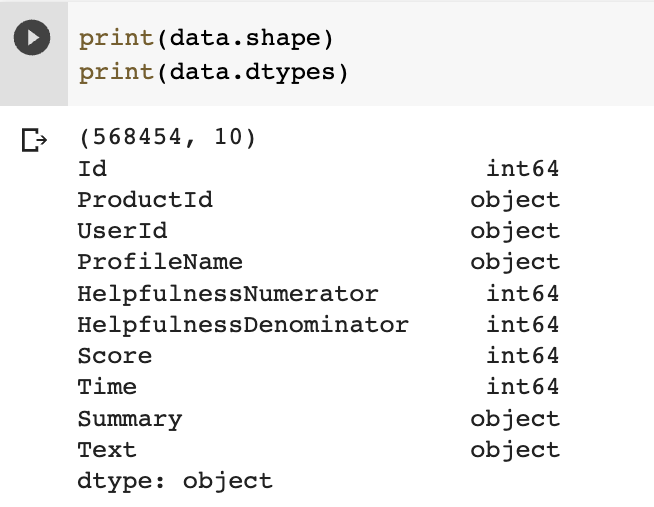 print(data.shape)
print(data.dtypes)
(568454, 10)
Id int64
ProductId object
UserId object
ProfileName object
HelpfulnessNumerator int64
HelpfulnessDenominator int64
Score int64
Time int64
Summary object
Text object
dtype: object